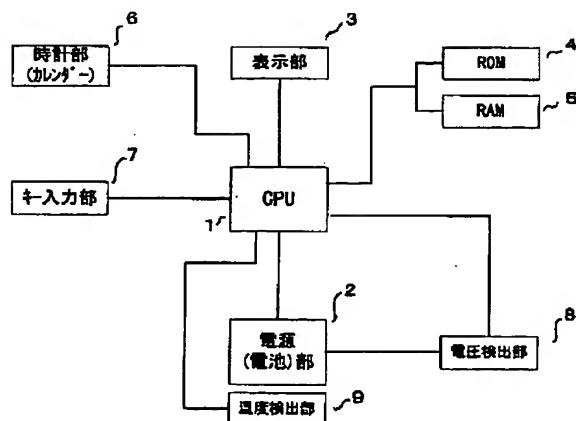 6
時計部
(カレンダー)
3
表示部
4
ROM
5
RAM
7
キー入力部
CPU
1
2
電源
(電池)部
8
電圧検出部
温度検出部
9